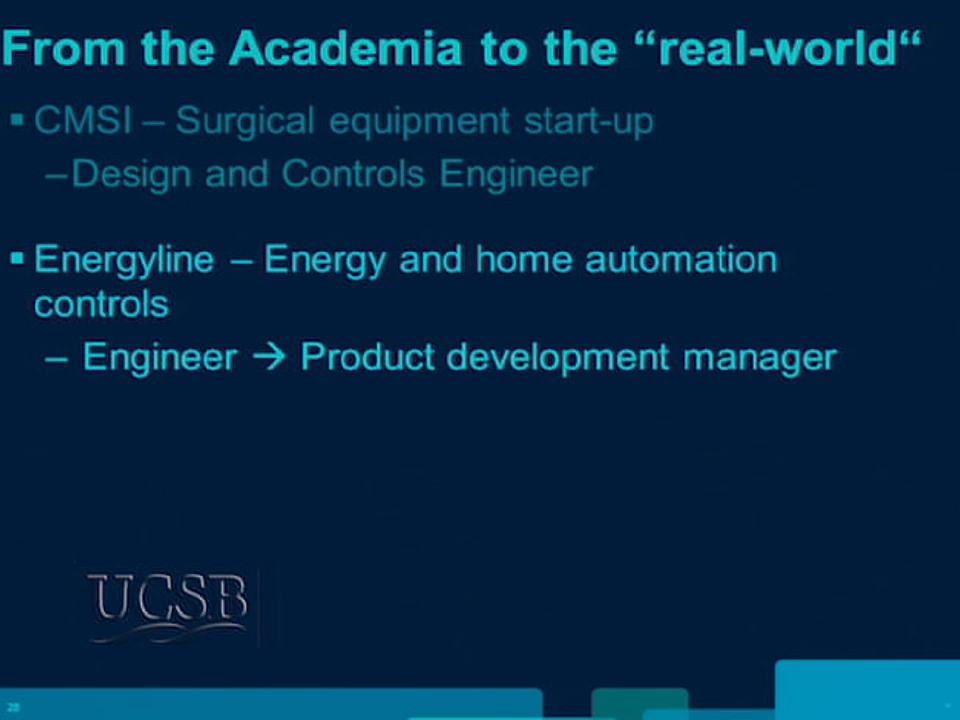 From the Academia to the “real-world“
▪ CMSI – Surgical equipment start-up
–Design and Controls Engineer
▪ Energyline – Energy and home automation
controls
– Engineer → Product development manager
UCSB
28